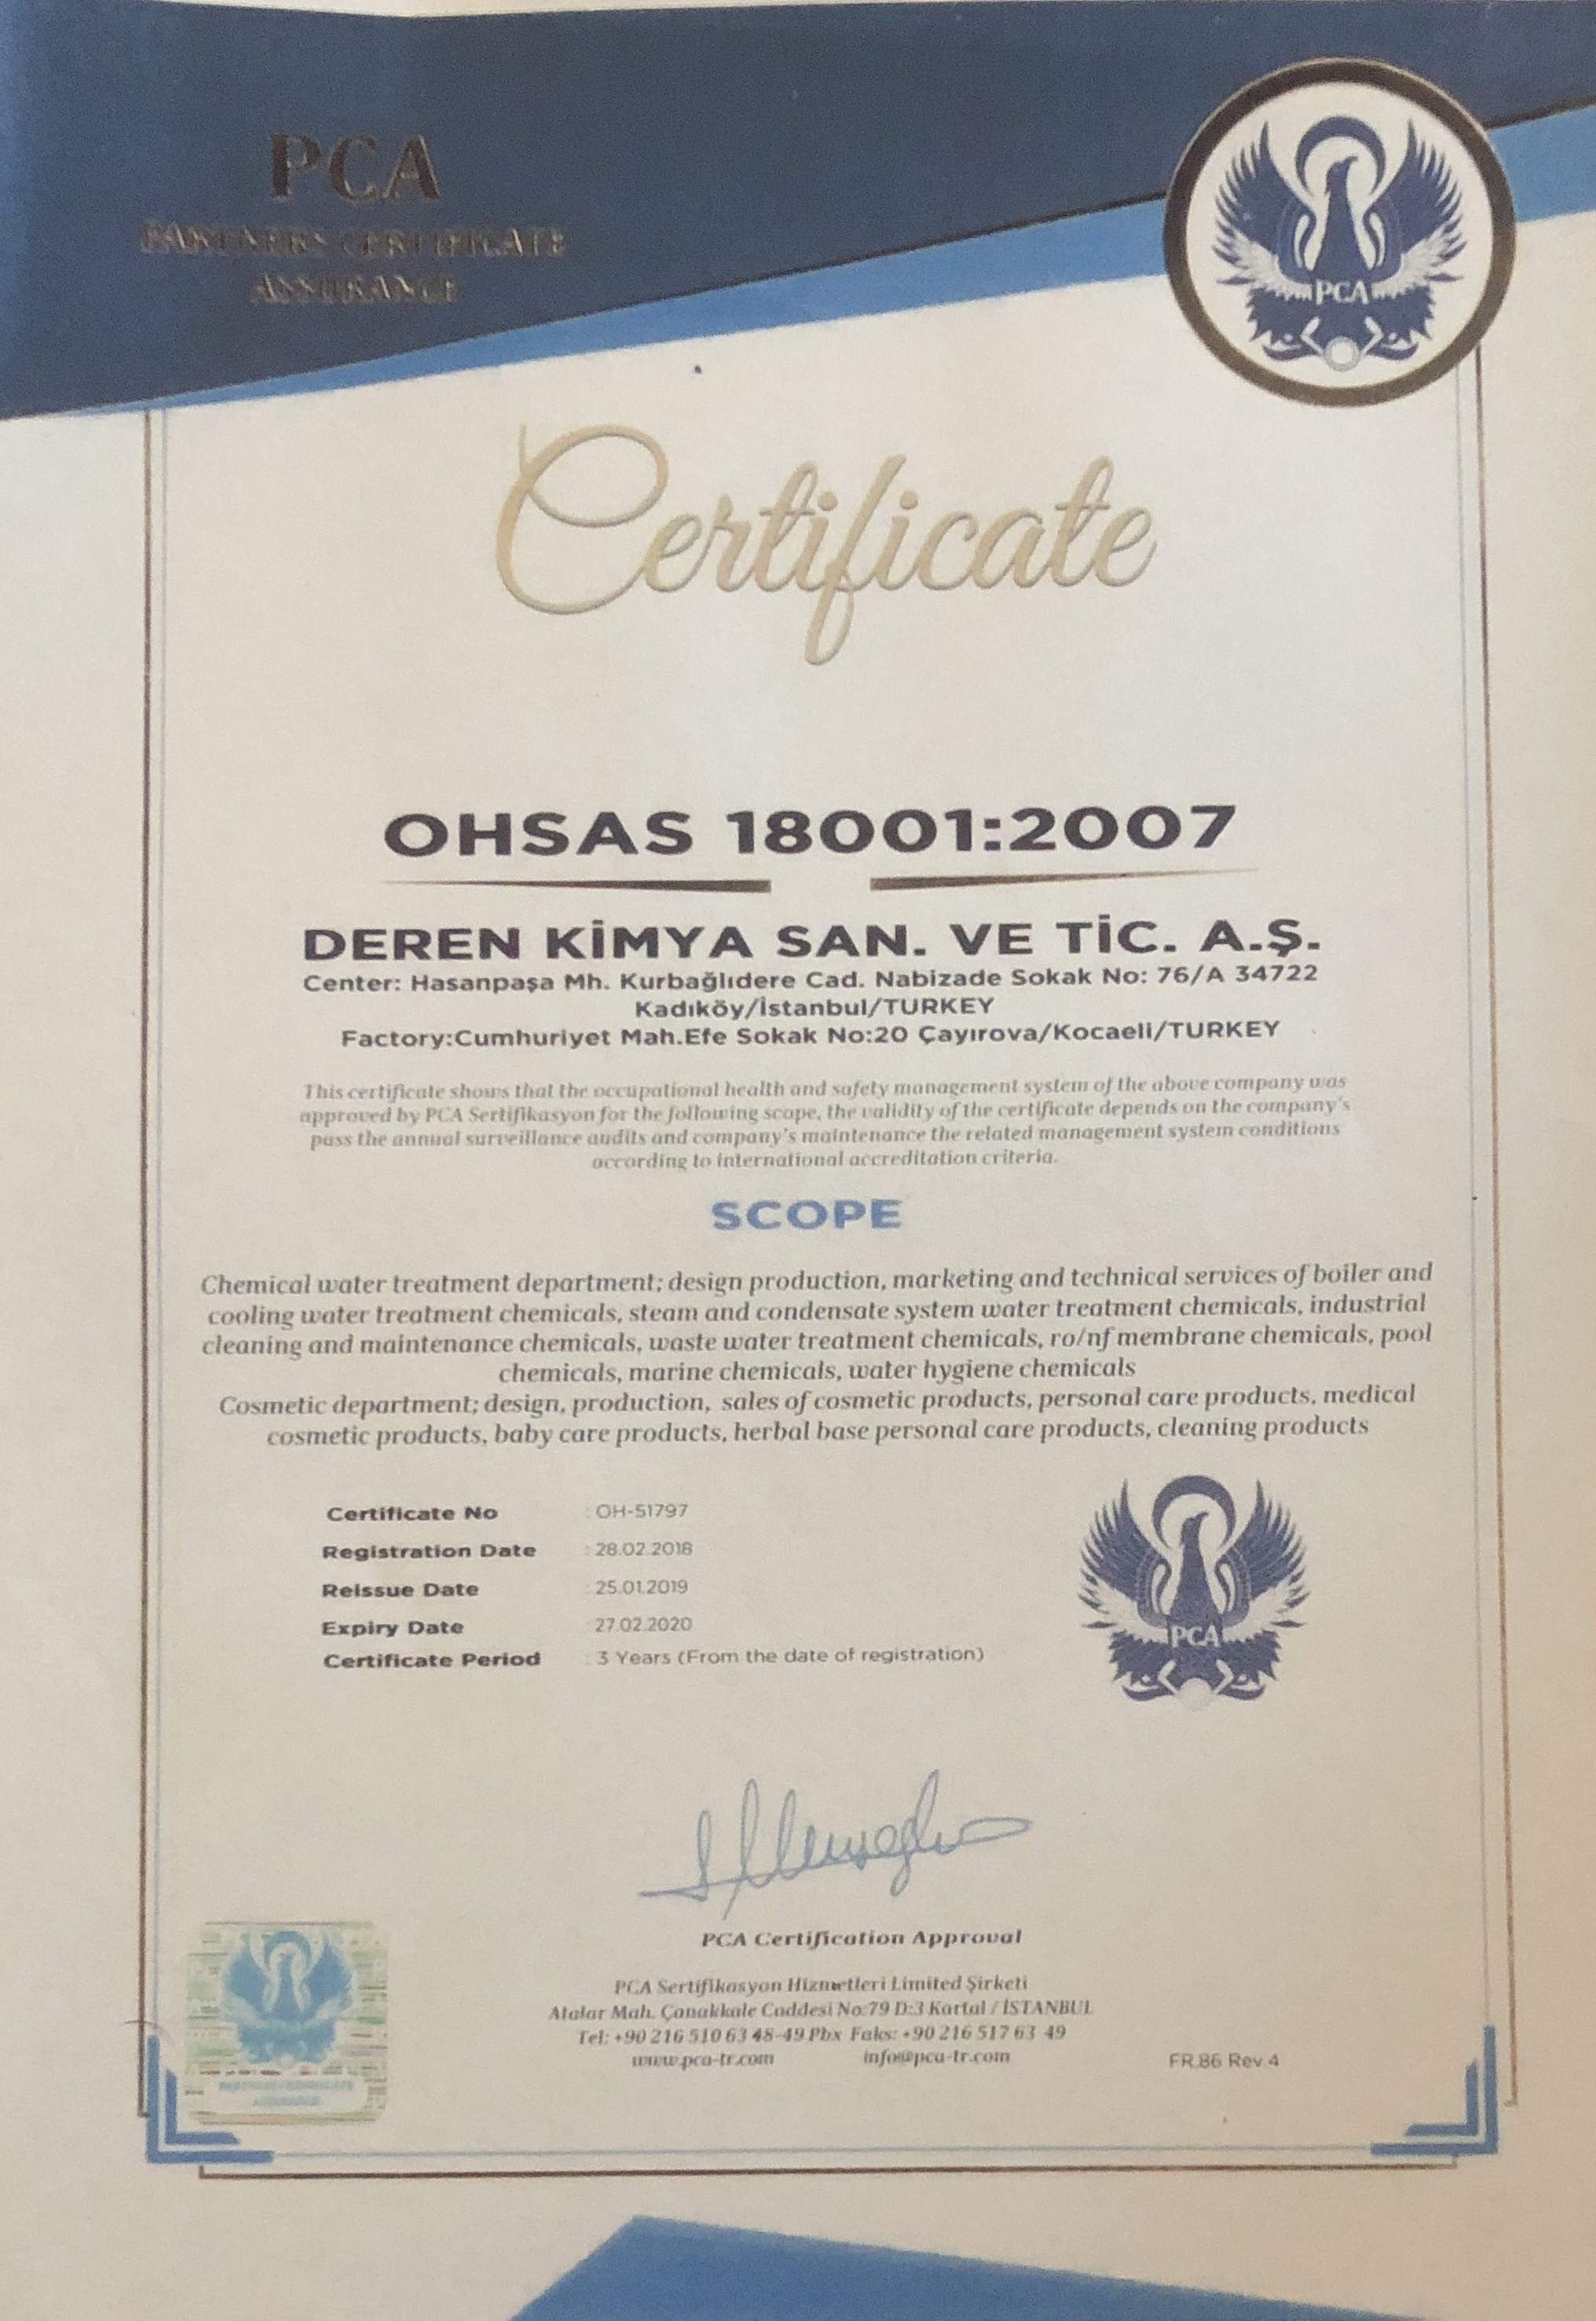 PCA
PARTNERS CERTIFICATE
ASSURANCE
PCA
Certificate
OHSAS 18001:2007
DEREN KİMYA SAN. VE TİC. A.Ş.
Center: Hasanpaşa Mh. Kurbağlıdere Cad. Nabizade Sokak No: 76/A 34722
Kadıköy/İstanbul/TURKEY
Factory:Cumhuriyet Mah.Efe Sokak No:20 Çayırova/Kocaeli/TURKEY
This certificate shows that the occupational health and safety management system of the above company was
approved by PCA Sertifikasyon for the following scope, the validity of the certificate depends on the company's
pass the annual surveillance audits and company's maintenance the related management system conditions
according to international accreditation criteria.
SCOPE
Chemical water treatment department; design production, marketing and technical services of boiler and
cooling water treatment chemicals, steam and condensate system water treatment chemicals, industrial
cleaning and maintenance chemicals, waste water treatment chemicals, ro/nf membrane chemicals, pool
chemicals, marine chemicals, water hygiene chemicals
Cosmetic department; design, production, sales of cosmetic products, personal care products, medical
cosmetic products, baby care products, herbal base personal care products, cleaning products
Certificate No : OH-51797
Registration Date : 28.02.2018
Reissue Date : 25.01.2019
Expiry Date : 27.02.2020
Certificate Period : 3 Years (From the date of registration)
PCA
PCA Certification Approval
PCA Sertifikasyon Hizmetleri Limited Şirketi
Atalar Mah. Çanakkale Caddesi No:79 D:3 Kartal / İSTANBUL
Tel: +90 216 510 63 48-49 Pbx Faks: +90 216 517 63 49
www.pca-tr.com info@pca-tr.com
FR.86 Rev.4
PARTNERS CERTIFICATE
ASSURANCE